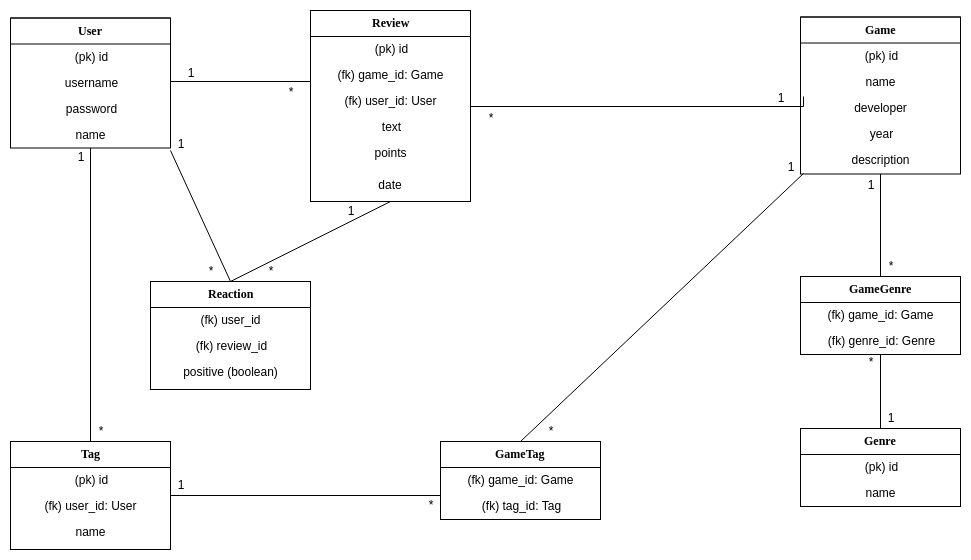 User
(pk) id
username
password
name
1
*
Review
(pk) id
(fk) game_id: Game
(fk) user_id: User
text
points
date
*
1
Game
(pk) id
name
developer
year
description
1
1
1
1
1
*
*
Reaction
(fk) user_id
(fk) review_id
positive (boolean)
*
GameGenre
(fk) game_id: Game
(fk) genre_id: Genre
*
1
Genre
(pk) id
name
*
Tag
(pk) id
(fk) user_id: User
name
1
*
*
GameTag
(fk) game_id: Game
(fk) tag_id: Tag